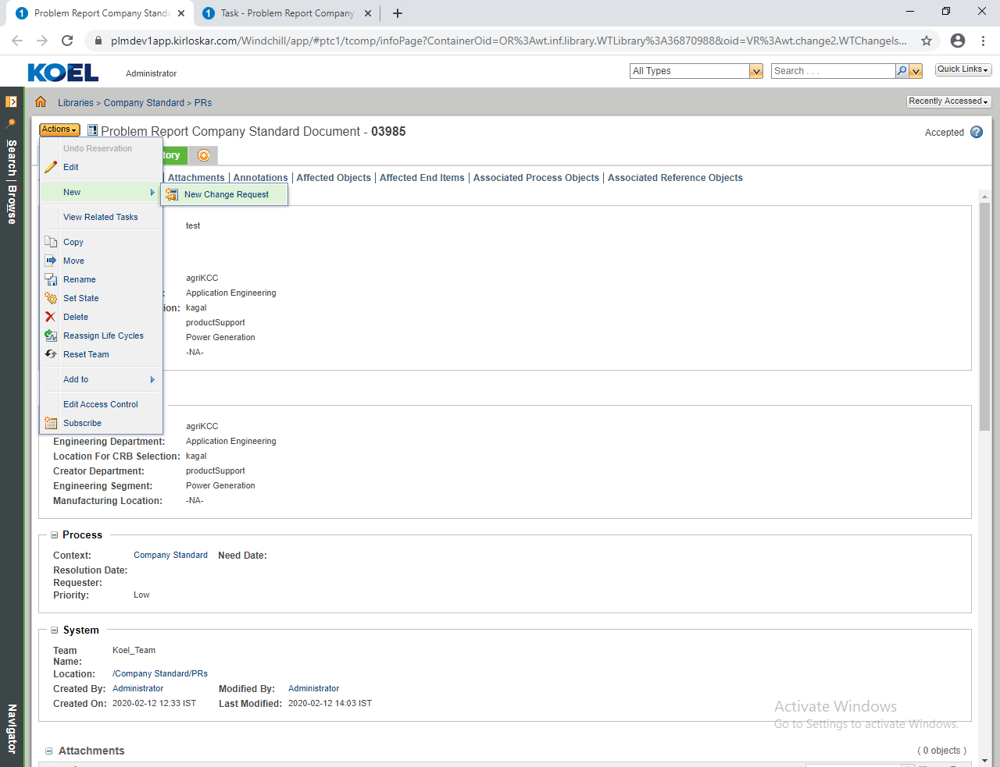 Problem Report Company Standa
Task - Problem Report Company
plmdev1app.kirloskar.com/Windchill/app/#ptc1/tcomp/infoPage?ContainerOid=OR%3Awt.inf.library.WTLibrary%3A36870988&oid=VR%3Awt.change2.WTChangeIs...
KOEL
Administrator
All Types
Search . . .
Quick Links
Libraries > Company Standard > PRs
Recently Accessed
Actions
Problem Report Company Standard Document - 03985
Accepted
Undo Reservation
tory
Edit
Attachments | Annotations | Affected Objects | Affected End Items | Associated Process Objects | Associated Reference Objects
New
New Change Request
View Related Tasks
test
Copy
Move
Rename
agriKCC
Set State
: Application Engineering
ion: kagal
Delete
productSupport
Reassign Life Cycles
Power Generation
Reset Team
-NA-
Add to
Edit Access Control
Subscribe
agriKCC
Engineering Department: Application Engineering
Location For CRB Selection: kagal
Creator Department: productSupport
Engineering Segment: Power Generation
Manufacturing Location: -NA-
Process
Context: Company Standard Need Date:
Resolution Date:
Requester:
Priority: Low
System
Team Name: Koel_Team
Location: /Company Standard/PRs
Created By: Administrator Modified By: Administrator
Created On: 2020-02-12 12:33 IST Last Modified: 2020-02-12 14:03 IST
Activate Windows
Go to Settings to activate Windows.
Attachments
( 0 objects )
Search | Browse
Navigator